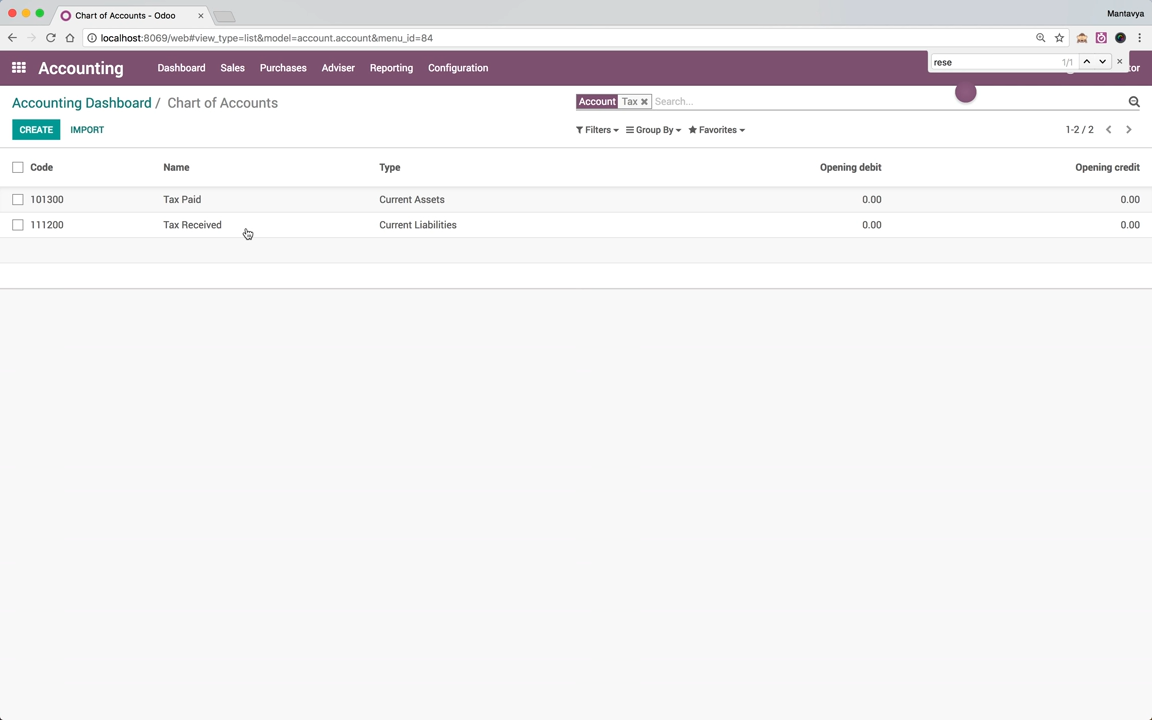 Chart of Accounts - Odoo
Mantavya
localhost:8069/web#view_type=list&model=account.account&menu_id=84
rese 1/1
Accounting Dashboard Sales Purchases Adviser Reporting Configuration tor
Accounting Dashboard / Chart of Accounts
Account Tax Search...
CREATE IMPORT
Filters Group By Favorites 1-2 / 2
Code Name Type Opening debit Opening credit
101300 Tax Paid Current Assets 0.00 0.00
111200 Tax Received Current Liabilities 0.00 0.00